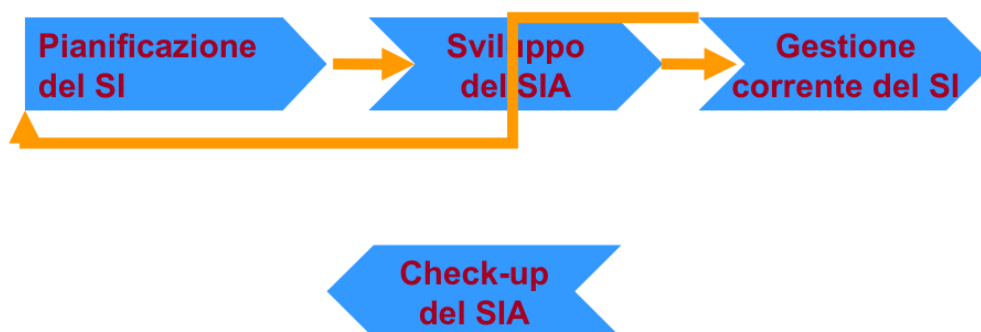 Pianificazione
del SI
Sviluppo
del SIA
Gestione
corrente del SI
Check-up
del SIA